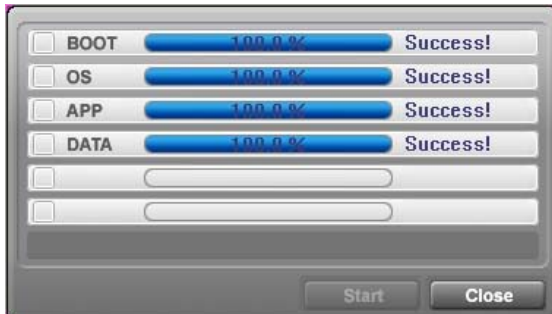 BOOT 100.0 % Success!
OS 100.0 % Success!
APP 100.0 % Success!
DATA 100.0 % Success!
Start Close